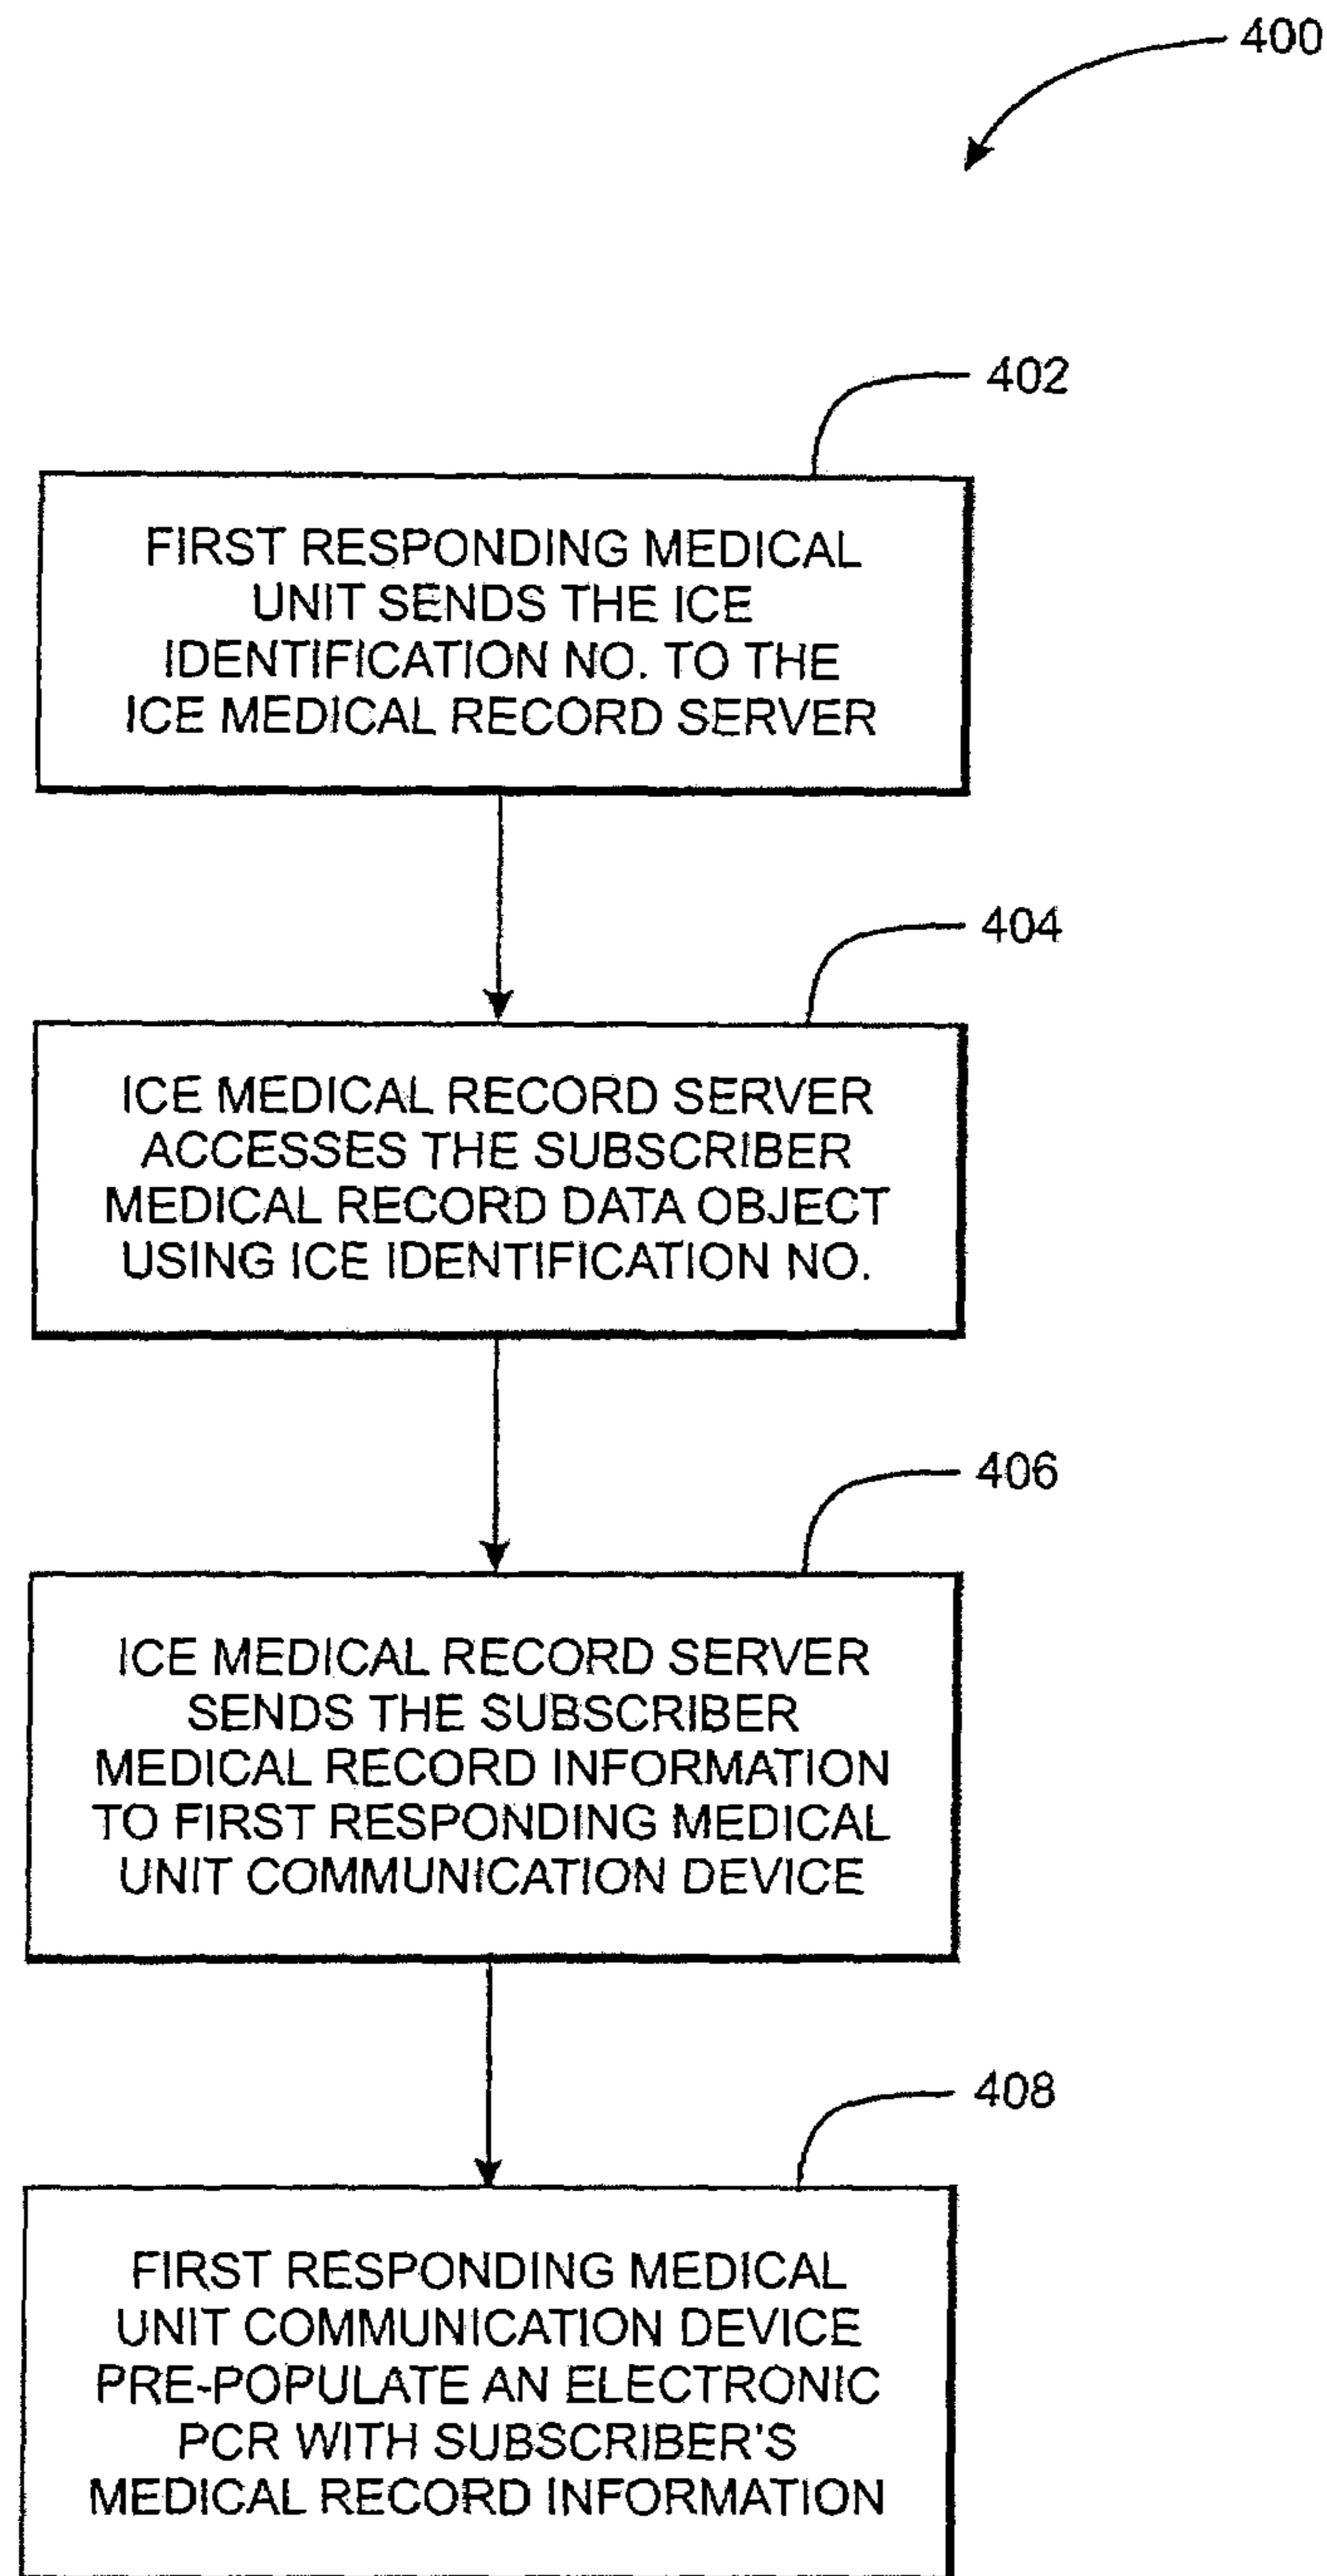 400
402
FIRST RESPONDING MEDICAL
UNIT SENDS THE ICE
IDENTIFICATION NO. TO THE
ICE MEDICAL RECORD SERVER
404
ICE MEDICAL RECORD SERVER
ACCESSES THE SUBSCRIBER
MEDICAL RECORD DATA OBJECT
USING ICE IDENTIFICATION NO.
406
ICE MEDICAL RECORD SERVER
SENDS THE SUBSCRIBER
MEDICAL RECORD INFORMATION
TO FIRST RESPONDING MEDICAL
UNIT COMMUNICATION DEVICE
408
FIRST RESPONDING MEDICAL
UNIT COMMUNICATION DEVICE
PRE-POPULATE AN ELECTRONIC
PCR WITH SUBSCRIBER'S
MEDICAL RECORD INFORMATION